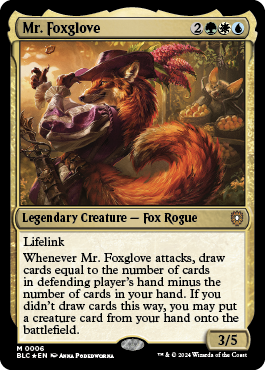 Mr. Foxglove 2
Legendary Creature — Fox Rogue
Lifelink
Whenever Mr. Foxglove attacks, draw
cards equal to the number of cards
in defending player's hand minus the
number of cards in your hand. If you
didn't draw cards this way, you may put
a creature card from your hand onto the
battlefield.
3/5
M 0006
BLC ★ EN Anna Podedworna ™ & © 2024 Wizards of the Coast